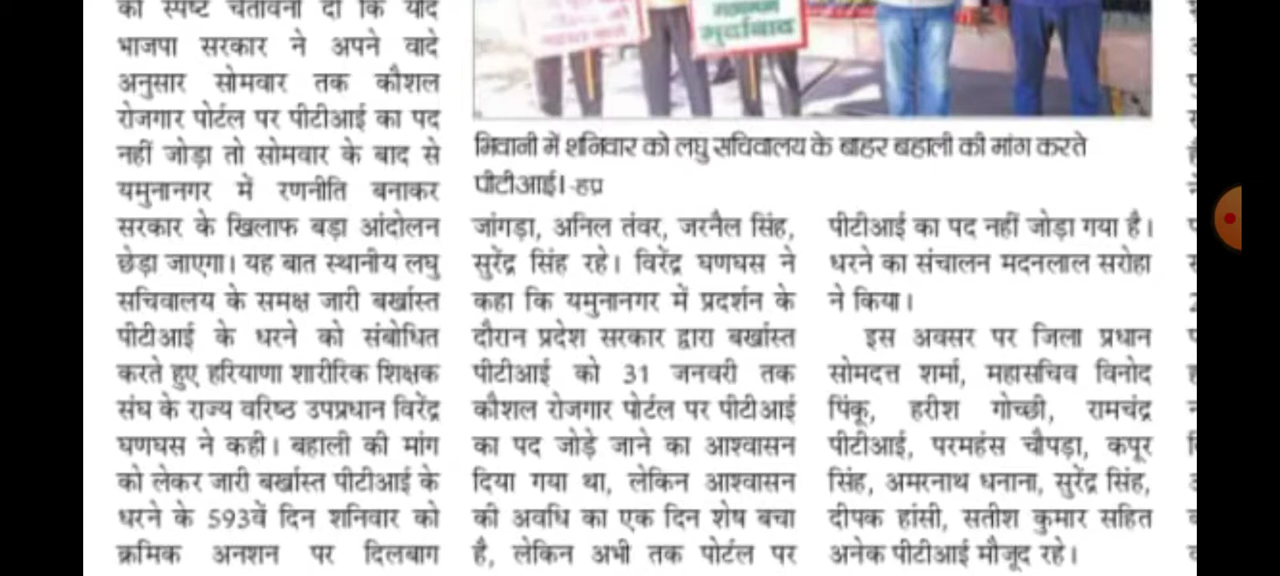 को स्पष्ट चेतावनी दी कि यदि
भाजपा सरकार ने अपने वादे
अनुसार सोमवार तक कौशल
रोजगार पोर्टल पर पीटीआई का पद
नहीं जोड़ा तो सोमवार के बाद से
यमुनानगर में रणनीति बनाकर
सरकार के खिलाफ बड़ा आंदोलन
छेड़ा जाएगा। यह बात स्थानीय लघु
सचिवालय के समक्ष जारी बर्खास्त
पीटीआई के धरने को संबोधित
करते हुए हरियाणा शारीरिक शिक्षक
संघ के राज्य वरिष्ठ उपप्रधान विरेंद्र
घणघस ने कही। बहाली की मांग
को लेकर जारी बर्खास्त पीटीआई के
धरने के 593वें दिन शनिवार को
क्रमिक अनशन पर दिलबाग
मुर्दाबाद
भिवानी में शनिवार को लघु सचिवालय के बाहर बहाली की मांग करते
पीटीआई। -हप्र
जांगड़ा, अनिल तंवर, जरनैल सिंह,
सुरेंद्र सिंह रहे। विरेंद्र घणघस ने
कहा कि यमुनानगर में प्रदर्शन के
दौरान प्रदेश सरकार द्वारा बर्खास्त
पीटीआई को 31 जनवरी तक
कौशल रोजगार पोर्टल पर पीटीआई
का पद जोड़े जाने का आश्वासन
दिया गया था, लेकिन आश्वासन
की अवधि का एक दिन शेष बचा
है, लेकिन अभी तक पोर्टल पर
पीटीआई का पद नहीं जोड़ा गया है।
धरने का संचालन मदनलाल सरोहा
ने किया।
इस अवसर पर जिला प्रधान
सोमदत्त शर्मा, महासचिव विनोद
पिंकू, हरीश गोच्छी, रामचंद्र
पीटीआई, परमहंस चौपड़ा, कपूर
सिंह, अमरनाथ धनाना, सुरेंद्र सिंह,
दीपक हांसी, सतीश कुमार सहित
अनेक पीटीआई मौजूद रहे।